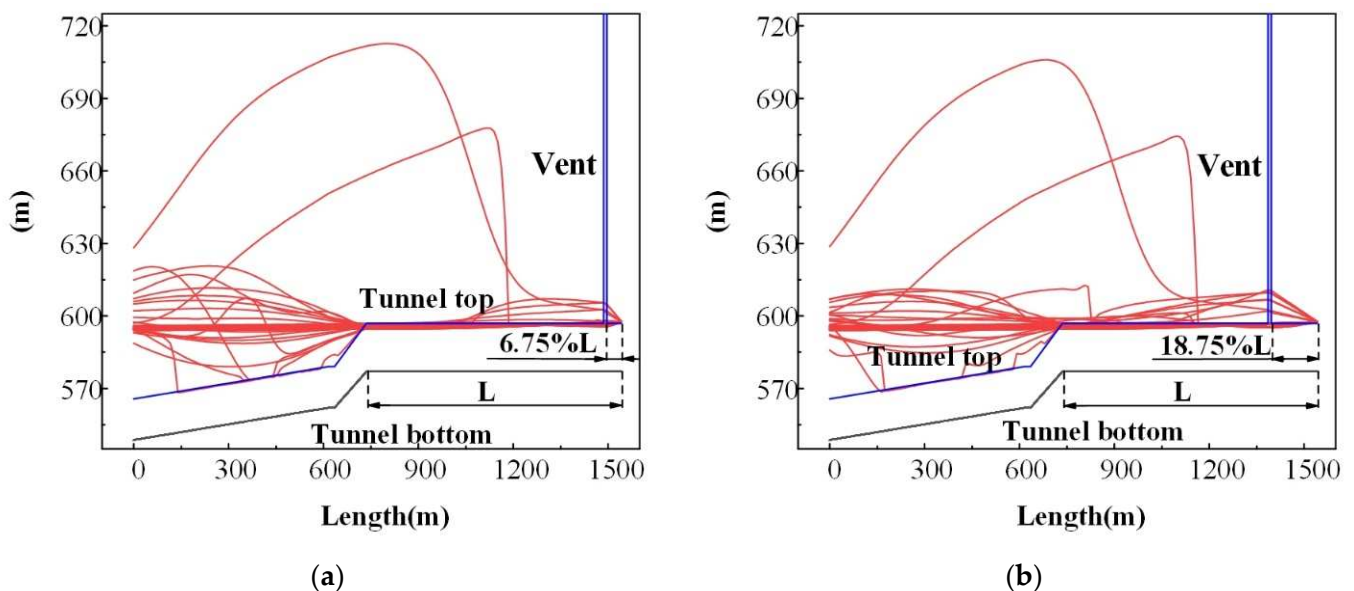 720
690
660
630
600
570
(m)
Vent
Tunnel top
6.75%L
L
Tunnel bottom
0 300 600 900 1200 1500
Length(m)
(a)
720
690
660
630
600
570
(m)
Vent
Tunnel top
18.75%L
L
Tunnel bottom
0 300 600 900 1200 1500
Length(m)
(b)